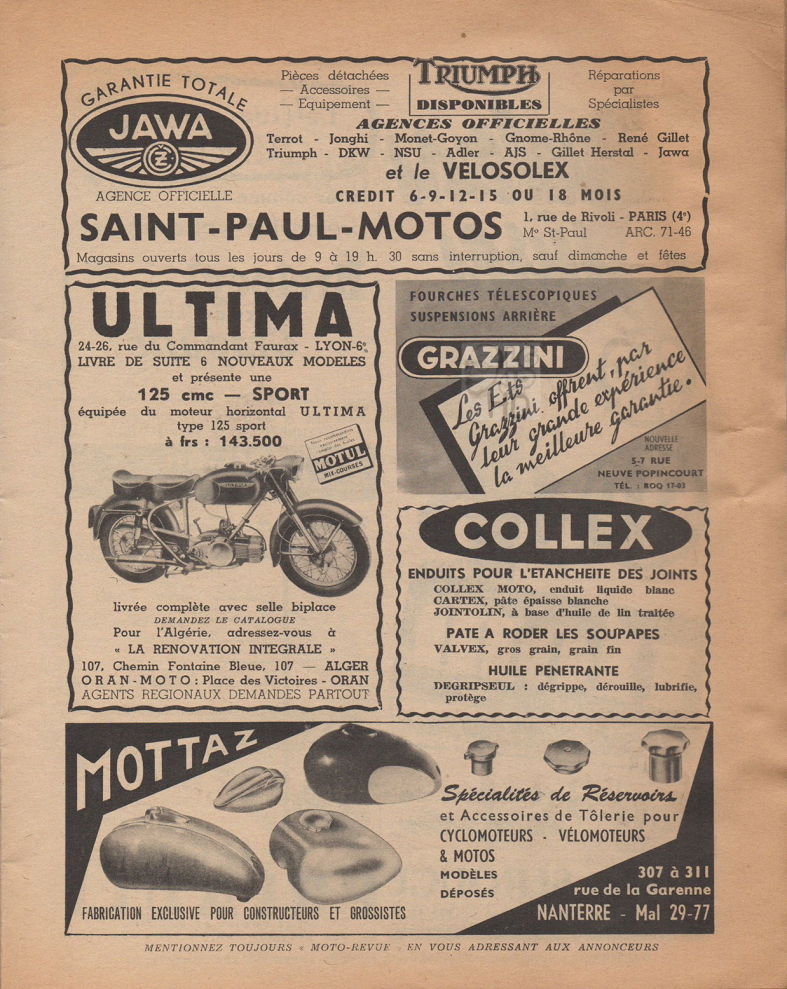 GARANTIE TOTALE
JAWA
CZ
AGENCE OFFICIELLE
Pièces détachées
— Accessoires —
— Equipement —
TRIUMPH
DISPONIBLES
Réparations
par
Spécialistes
AGENCES OFFICIELLES
Terrot - Jonghi - Monet-Goyon - Gnome-Rhône - René Gillet
Triumph - DKW - NSU - Adler - AJS - Gillet Herstal - Jawa
et le VELOSOLEX
CREDIT 6-9-12-15 OU 18 MOIS
SAINT-PAUL-MOTOS
1, rue de Rivoli - PARIS (4e)
Mo St-Paul ARC. 71-46
Magasins ouverts tous les jours de 9 à 19 h. 30 sans interruption, sauf dimanche et fêtes
ULTIMA
24-26, rue du Commandant Faurax - LYON-6e.
LIVRE DE SUITE 6 NOUVEAUX MODELES
et présente une
125 cmc — SPORT
équipée du moteur horizontal ULTIMA
type 125 sport
à frs : 143.500
MOTUL
MIX-COURSES
livrée complète avec selle biplace
DEMANDEZ LE CATALOGUE
Pour l'Algérie, adressez-vous à
« LA RENOVATION INTEGRALE »
107, Chemin Fontaine Bleue, 107 — ALGER
ORAN-MOTO : Place des Victoires - ORAN
AGENTS REGIONAUX DEMANDES PARTOUT
FOURCHES TÉLESCOPIQUES
SUSPENSIONS ARRIÈRE
GRAZZINI
Les Ets
Grazzini offrent, par
leur grande expérience
la meilleure garantie.
NOUVELLE
ADRESSE
5-7 RUE
NEUVE POPINCOURT
TÉL. : ROQ 17-03
COLLEX
ENDUITS POUR L'ETANCHEITE DES JOINTS
COLLEX MOTO, enduit liquide blanc
CARTEX, pâte épaisse blanche
JOINTOLIN, à base d'huile de lin traitée
PATE A RODER LES SOUPAPES
VALVEX, gros grain, grain fin
HUILE PENETRANTE
DEGRIPSEUL : dégrippe, dérouille, lubrifie,
protège
MOTTAZ
Spécialités de Réservoirs
et Accessoires de Tôlerie pour
CYCLOMOTEURS - VÉLOMOTEURS
& MOTOS
MODÈLES
DÉPOSÉS
307 à 311
rue de la Garenne
NANTERRE - Mal 29-77
FABRICATION EXCLUSIVE POUR CONSTRUCTEURS ET GROSSISTES
MENTIONNEZ TOUJOURS « MOTO-REVUE » EN VOUS ADRESSANT AUX ANNONCEURS